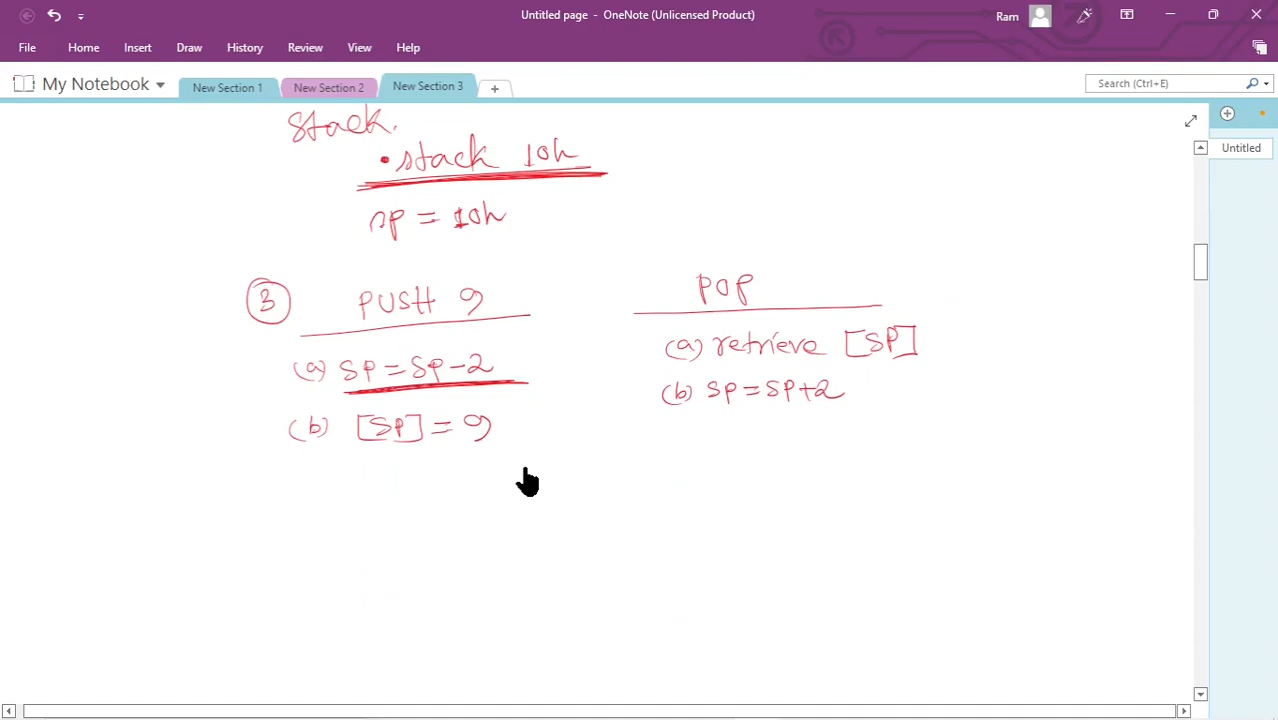 Untitled page - OneNote (Unlicensed Product)
Ram
File Home Insert Draw History Review View Help
My Notebook New Section 1 New Section 2 New Section 3 + Search (Ctrl+E)
Untitled
Stack.
.stack 10h
sp = 10h
3 PUSH 9
(a) SP = SP-2
(b) [SP] = 9
POP
(a) retrieve [SP]
(b) SP = SP+2